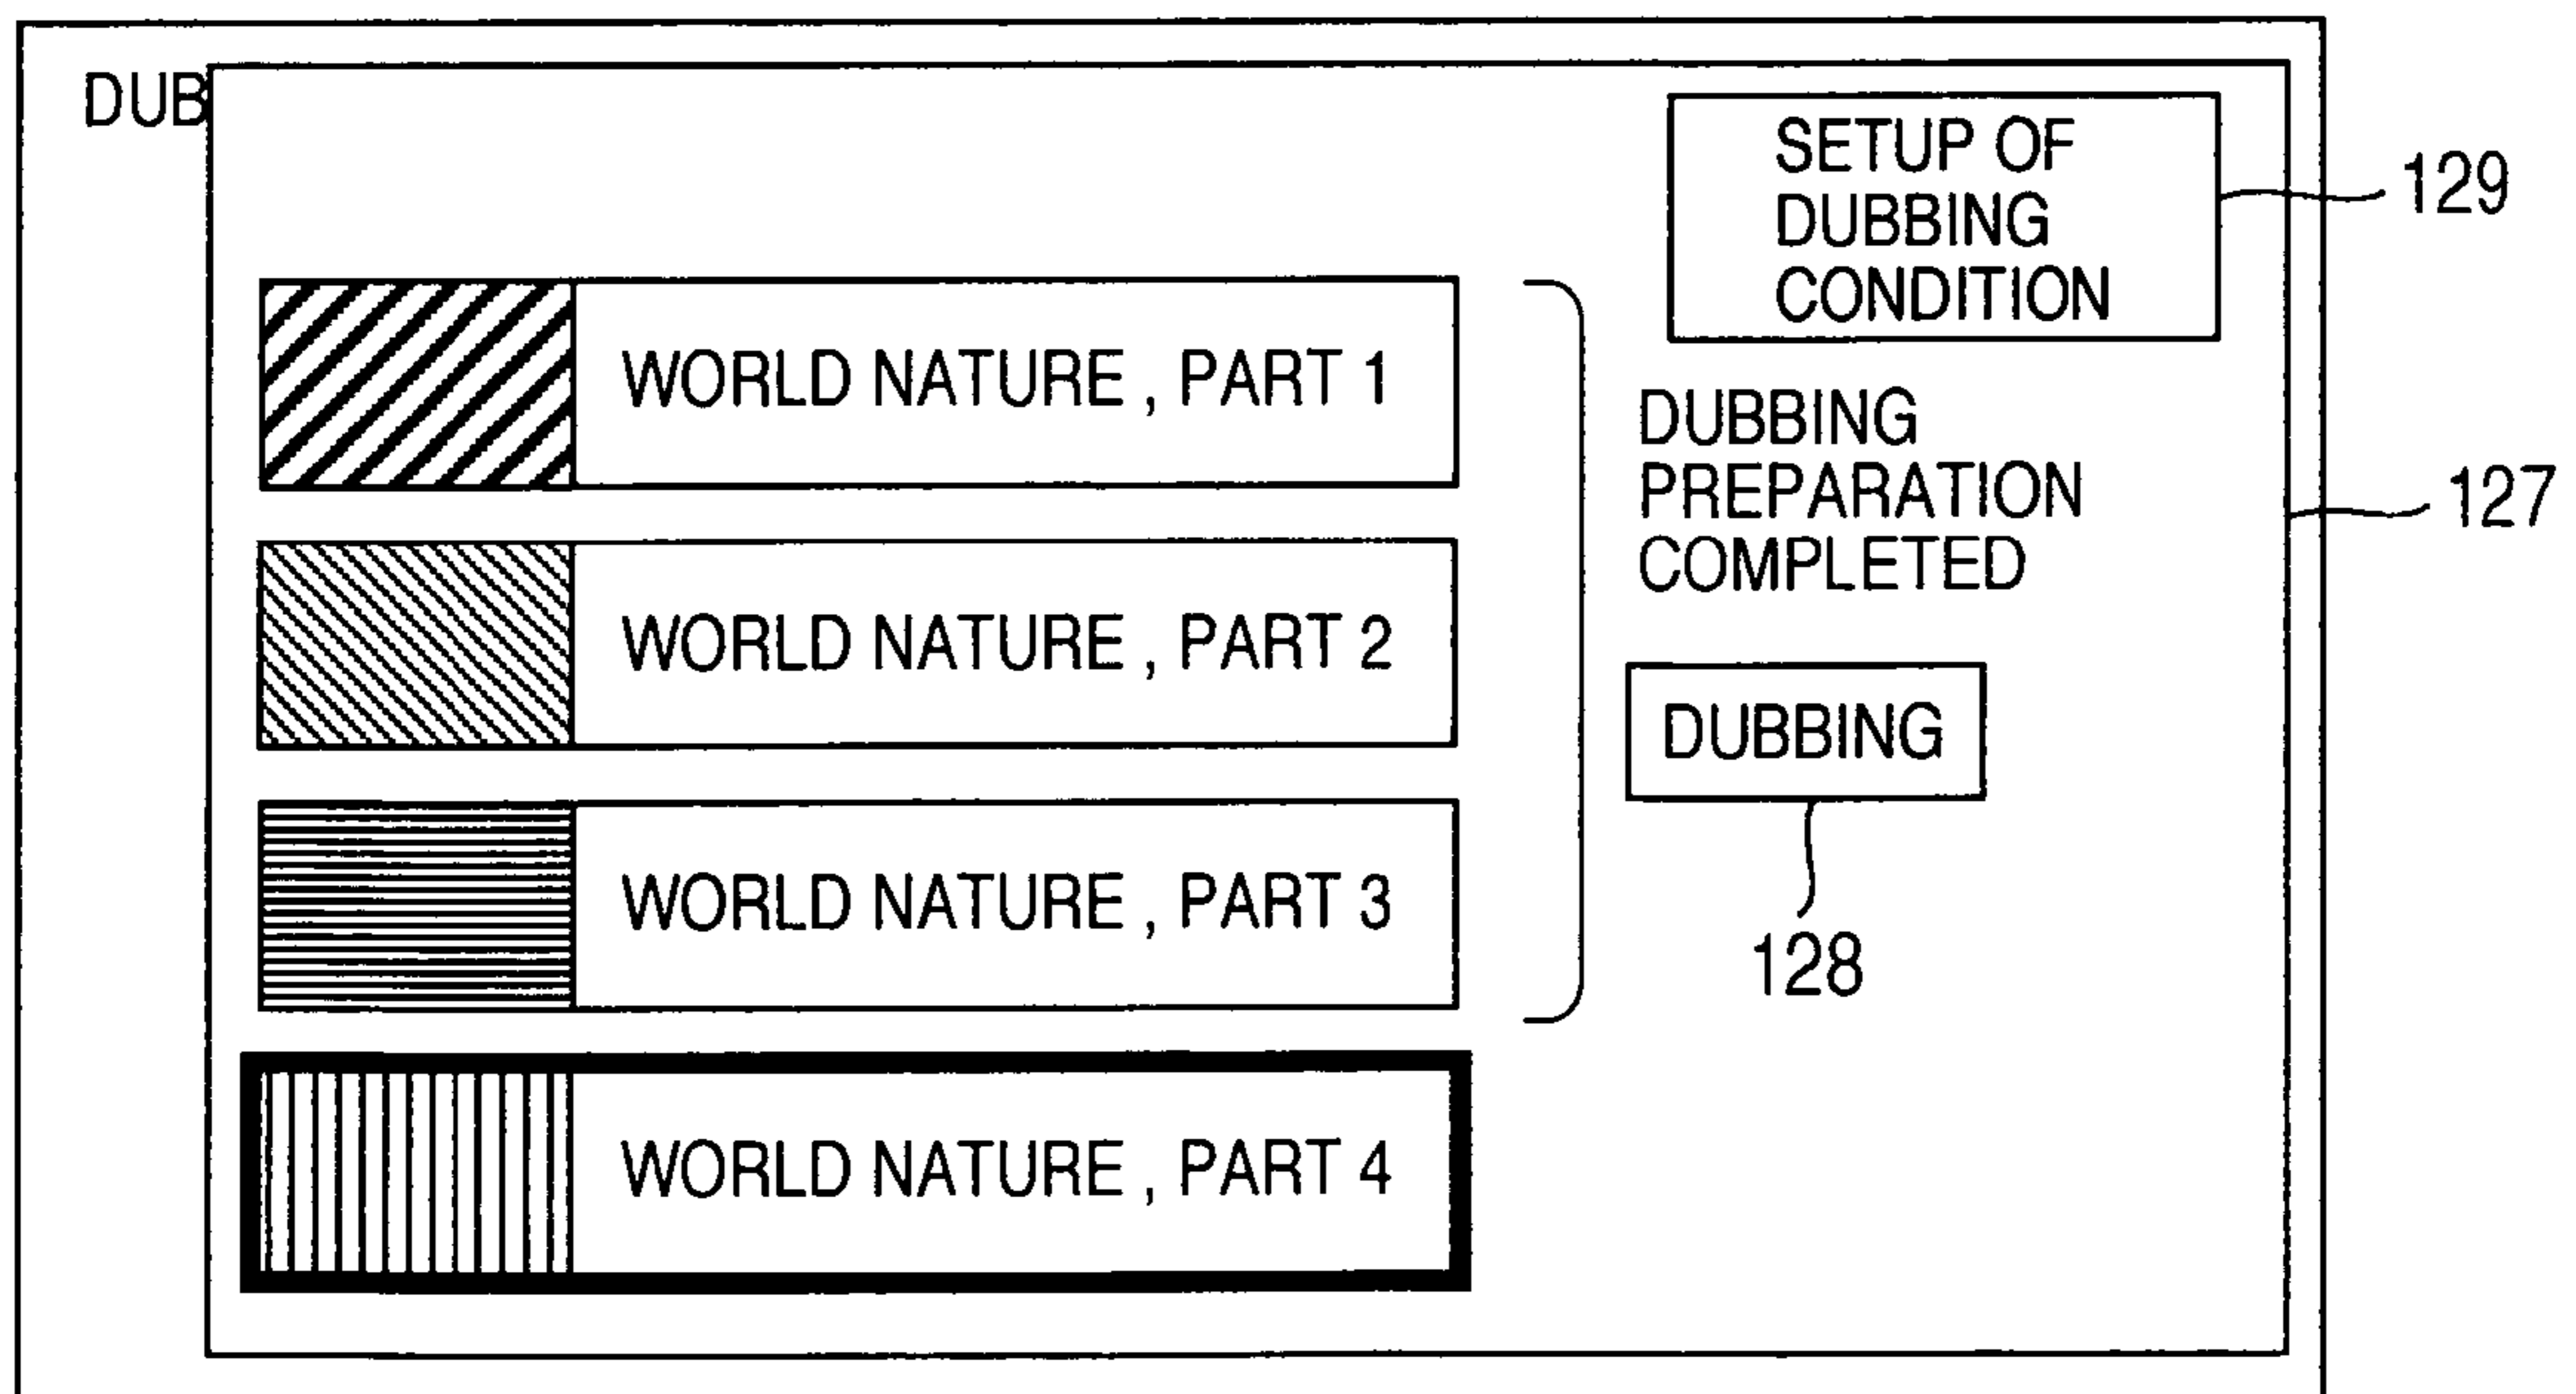 DUB
SETUP OF
DUBBING
CONDITION
129
WORLD NATURE , PART 1
DUBBING
PREPARATION
COMPLETED
127
WORLD NATURE , PART 2
DUBBING
128
WORLD NATURE , PART 3
WORLD NATURE , PART 4